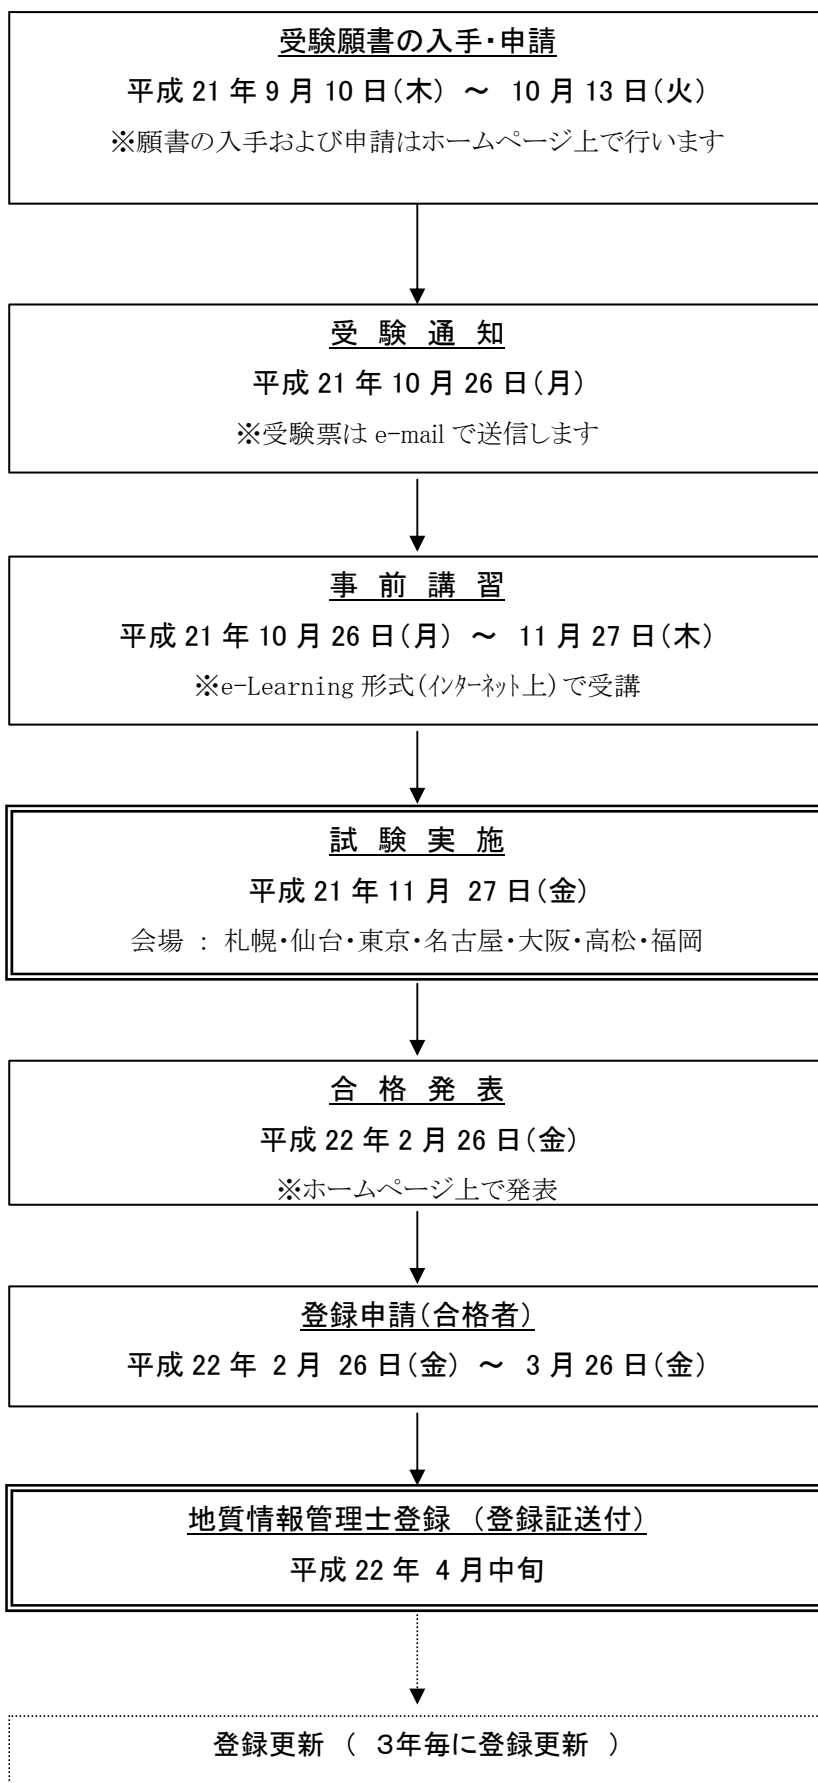 受験願書の入手・申請
平成 21 年 9 月 10 日(木) ～ 10 月 13 日(火)
※願書の入手および申請はホームページ上で行います
受 験 通 知
平成 21 年 10 月 26 日(月)
※受験票は e-mail で送信します
事 前 講 習
平成 21 年 10 月 26 日(月) ～ 11 月 27 日(木)
※e-Learning 形式(ｲﾝﾀｰﾈｯﾄ上)で受講
試 験 実 施
平成 21 年 11 月 27 日(金)
会場 : 札幌・仙台・東京・名古屋・大阪・高松・福岡
合 格 発 表
平成 22 年 2 月 26 日(金)
※ホームページ上で発表
登録申請(合格者)
平成 22 年 2 月 26 日(金) ～ 3 月 26 日(金)
地質情報管理士登録 (登録証送付)
平成 22 年 4 月中旬
登録更新 ( 3年毎に登録更新 )